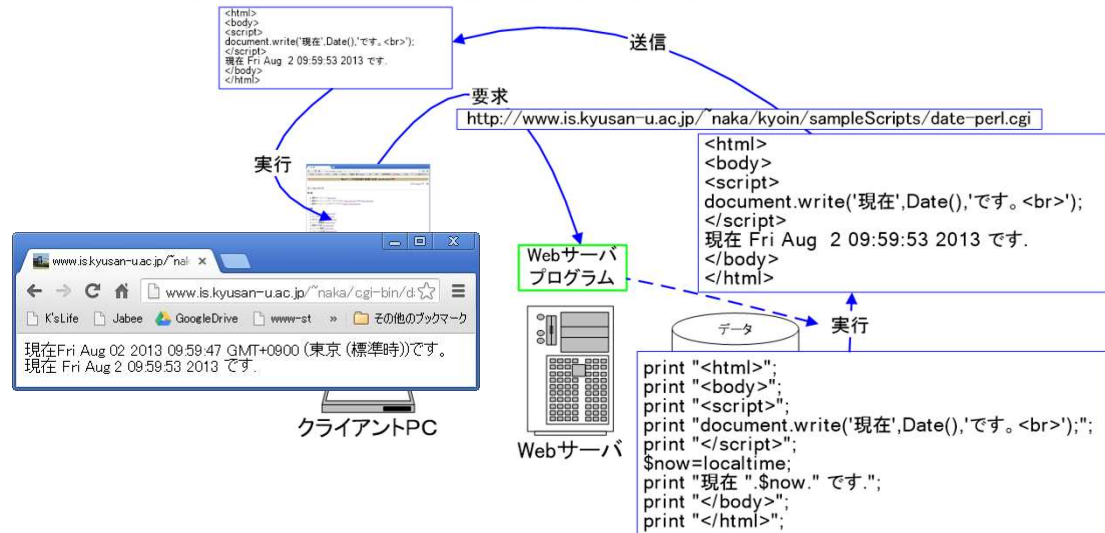 <html>
<body>
<script>
document.write('現在',Date(),'です。<br>');
</script>
現在 Fri Aug  2 09:59:53 2013 です.
</body>
</html>
送信
要求
http://www.is.kyusan-u.ac.jp/~naka/kyoin/sampleScripts/date-perl.cgi
<html>
<body>
<script>
document.write('現在',Date(),'です。<br>');
</script>
現在 Fri Aug  2 09:59:53 2013 です.
</body>
</html>
実行
www.is.kyusan-u.ac.jp/~nak
www.is.kyusan-u.ac.jp/~naka/cgi-bin/d
K'sLife Jabee GoogleDrive www-st » その他のブックマーク
現在Fri Aug 02 2013 09:59:47 GMT+0900 (東京 (標準時))です。
現在 Fri Aug 2 09:59:53 2013 です.
クライアントPC
Webサーバ
プログラム
Webサーバ
データ
実行
print "<html>";
print "<body>";
print "<script>";
print "document.write('現在',Date(),'です。<br>');";
print "</script>";
$now=localtime;
print "現在 ".$now." です.";
print "</body>";
print "</html>";